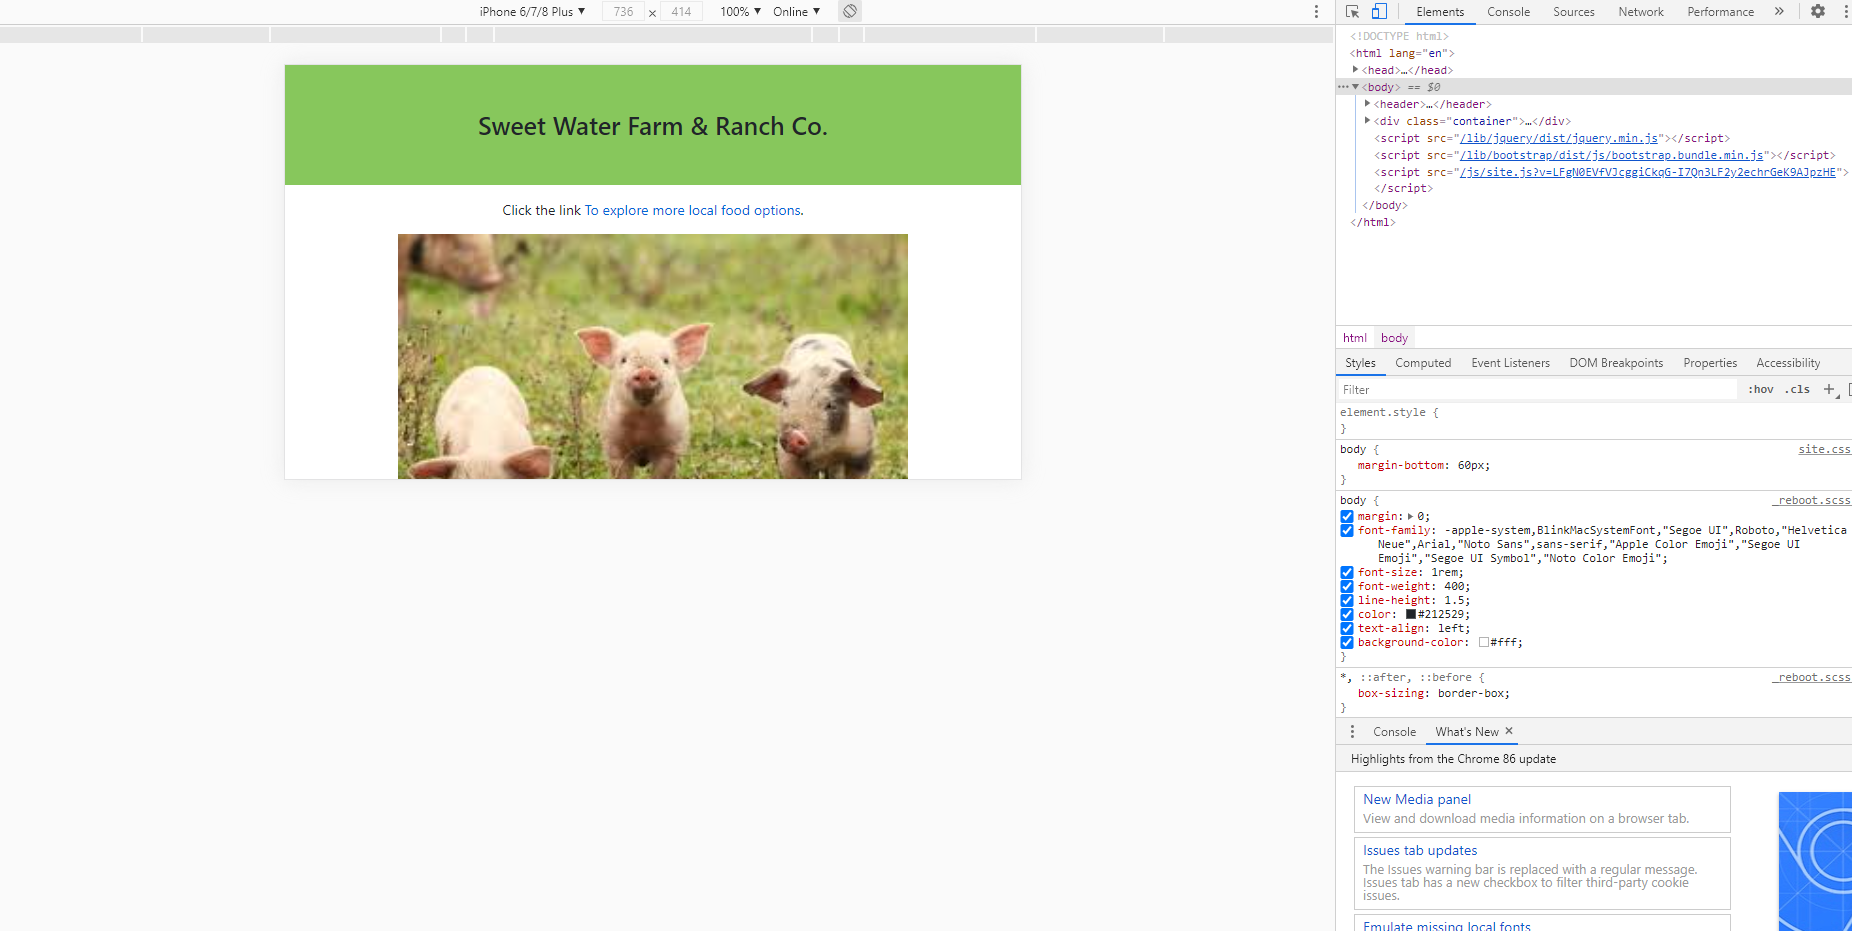 iPhone 6/7/8 Plus ▼ 736 × 414 100% ▼ Online ▼
Sweet Water Farm & Ranch Co.
Click the link To explore more local food options.
Elements Console Sources Network Performance »
<!DOCTYPE html>
<html lang="en">
▶<head>…</head>
…▼<body> == $0
▶<header>…</header>
▶<div class="container">…</div>
<script src="/lib/jquery/dist/jquery.min.js"></script>
<script src="/lib/bootstrap/dist/js/bootstrap.bundle.min.js"></script>
<script src="/js/site.js?v=LFgN0EVfVJcggiCkqG-I7Qn3LF2y2echrGeK9AJpzHE">
</script>
</body>
</html>
html body
Styles Computed Event Listeners DOM Breakpoints Properties Accessibility
Filter :hov .cls +
element.style {
}
body { site.css
margin-bottom: 60px;
}
body { _reboot.scss
margin:▶0;
font-family: -apple-system,BlinkMacSystemFont,"Segoe UI",Roboto,"Helvetica
Neue",Arial,"Noto Sans",sans-serif,"Apple Color Emoji","Segoe UI
Emoji","Segoe UI Symbol","Noto Color Emoji";
font-size: 1rem;
font-weight: 400;
line-height: 1.5;
color: #212529;
text-align: left;
background-color: #fff;
}
*, ::after, ::before { _reboot.scss
box-sizing: border-box;
}
Console What's New ×
Highlights from the Chrome 86 update
New Media panel
View and download media information on a browser tab.
Issues tab updates
The Issues warning bar is replaced with a regular message.
Issues tab has a new checkbox to filter third-party cookie
issues.
Emulate missing local fonts